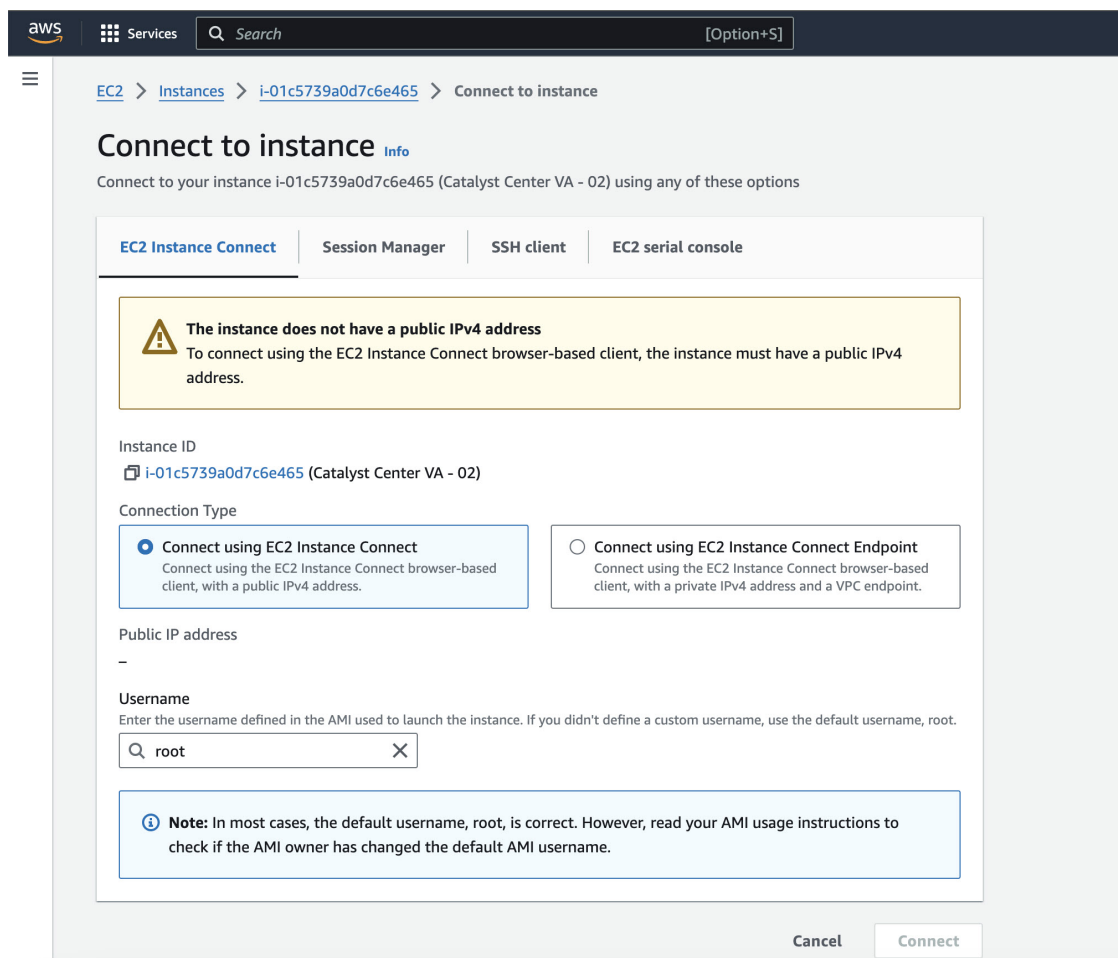 aws
Services
Search
[Option+S]
EC2 > Instances > i-01c5739a0d7c6e465 > Connect to instance
Connect to instance Info
Connect to your instance i-01c5739a0d7c6e465 (Catalyst Center VA - 02) using any of these options
EC2 Instance Connect
Session Manager
SSH client
EC2 serial console
The instance does not have a public IPv4 address
To connect using the EC2 Instance Connect browser-based client, the instance must have a public IPv4
address.
Instance ID
i-01c5739a0d7c6e465 (Catalyst Center VA - 02)
Connection Type
Connect using EC2 Instance Connect
Connect using the EC2 Instance Connect browser-based
client, with a public IPv4 address.
Connect using EC2 Instance Connect Endpoint
Connect using the EC2 Instance Connect browser-based
client, with a private IPv4 address and a VPC endpoint.
Public IP address
–
Username
Enter the username defined in the AMI used to launch the instance. If you didn't define a custom username, use the default username, root.
root
Note: In most cases, the default username, root, is correct. However, read your AMI usage instructions to
check if the AMI owner has changed the default AMI username.
Cancel
Connect